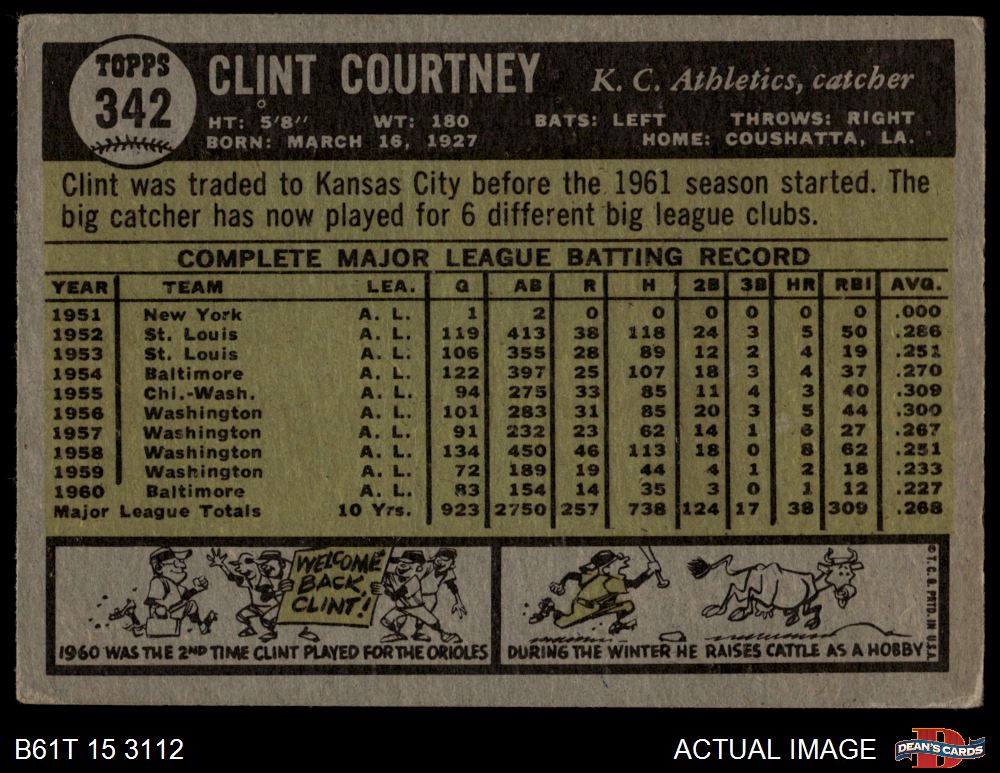 TOPPS
342
CLINT COURTNEY
K. C. Athletics, catcher
HT: 5'8" WT: 180 BATS: LEFT THROWS: RIGHT
BORN: MARCH 16, 1927 HOME: COUSHATTA, LA.
Clint was traded to Kansas City before the 1961 season started. The
big catcher has now played for 6 different big league clubs.
COMPLETE MAJOR LEAGUE BATTING RECORD
YEAR TEAM LEA. G AB R H 2B 3B HR RBI AVG.
1951 New York A. L. 1 2 0 0 0 0 0 0 .000
1952 St. Louis A. L. 119 413 38 118 24 3 5 50 .286
1953 St. Louis A. L. 106 355 28 89 12 2 4 19 .251
1954 Baltimore A. L. 122 397 25 107 18 3 4 37 .270
1955 Chi.-Wash. A. L. 94 275 33 85 11 4 3 40 .309
1956 Washington A. L. 101 283 31 85 20 3 5 44 .300
1957 Washington A. L. 91 232 23 62 14 1 6 27 .267
1958 Washington A. L. 134 450 46 113 18 0 8 62 .251
1959 Washington A. L. 72 189 19 44 4 1 2 18 .233
1960 Baltimore A. L. 83 154 14 35 3 0 1 12 .227
Major League Totals 10 Yrs. 923 2750 257 738 124 17 38 309 .268
WELCOME
BACK,
CLINT!
1960 WAS THE 2ND TIME CLINT PLAYED FOR THE ORIOLES
DURING THE WINTER HE RAISES CATTLE AS A HOBBY
© T. C. G. PRTD. IN U.S.A.
B61T 15 3112
ACTUAL IMAGE
D
DEAN'S CARDS